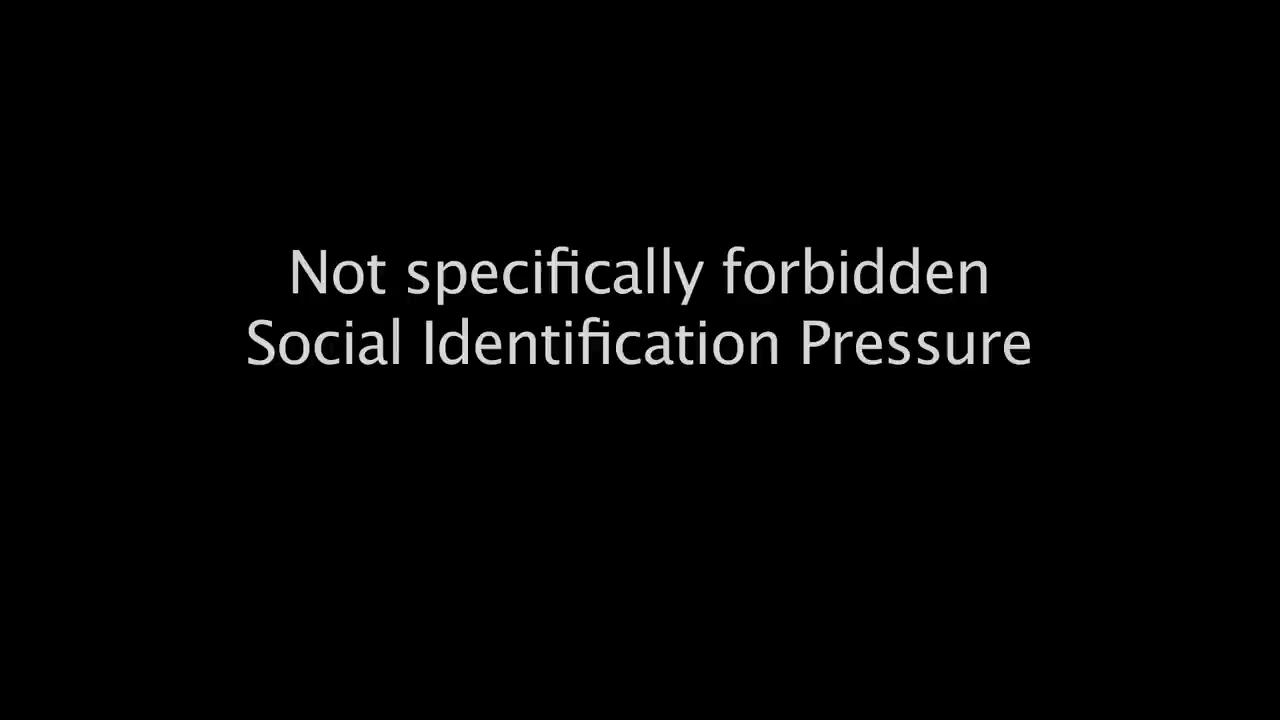 Not specifically forbidden
Social Identification Pressure